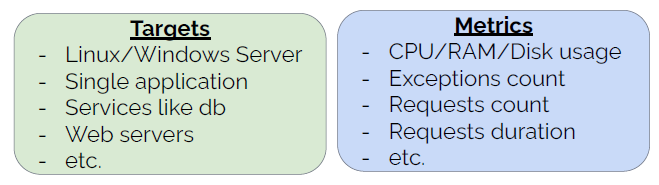 Targets
- Linux/Windows Server
- Single application
- Services like db
- Web servers
- etc.
Metrics
- CPU/RAM/Disk usage
- Exceptions count
- Requests count
- Requests duration
- etc.